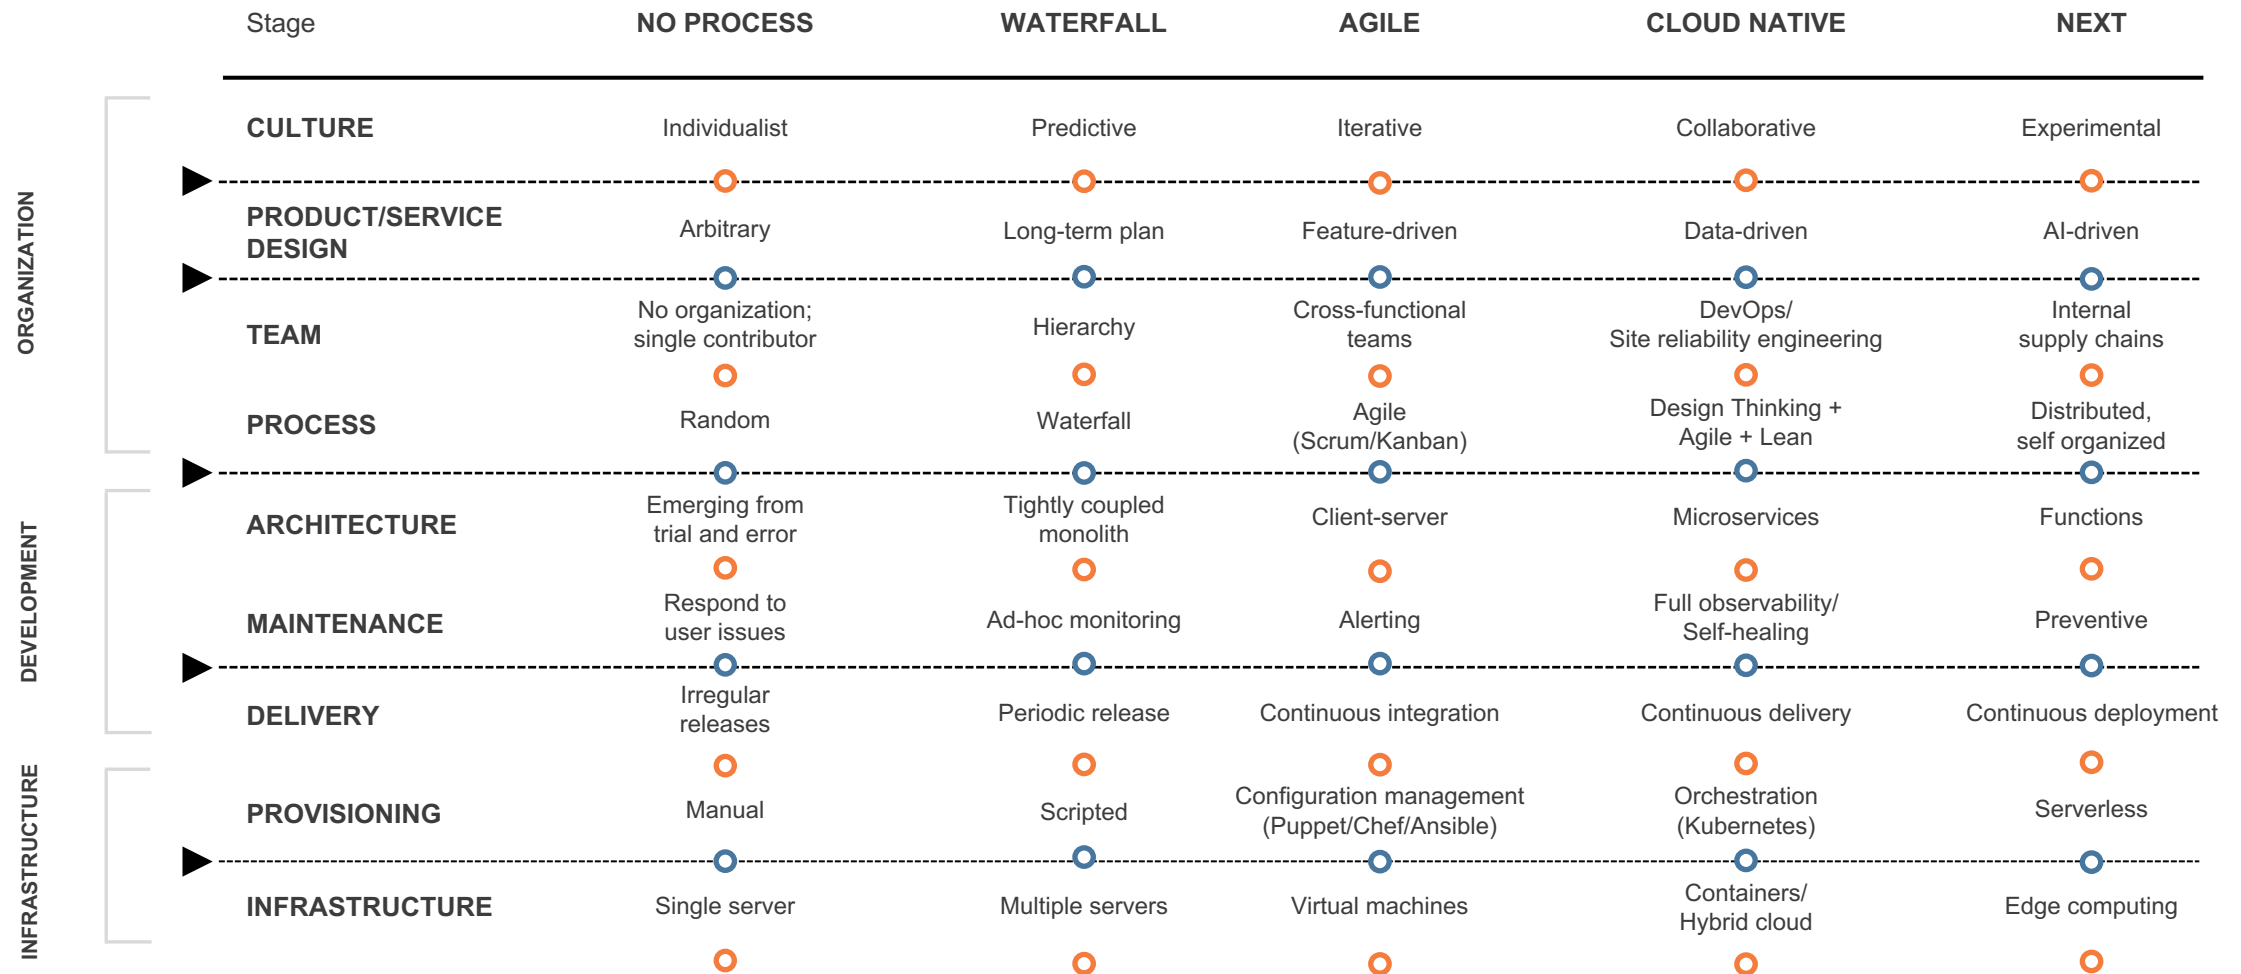 Stage
NO PROCESS
WATERFALL
AGILE
CLOUD NATIVE
NEXT
ORGANIZATION
CULTURE
Individualist
Predictive
Iterative
Collaborative
Experimental
PRODUCT/SERVICE
DESIGN
Arbitrary
Long-term plan
Feature-driven
Data-driven
AI-driven
TEAM
No organization;
single contributor
Hierarchy
Cross-functional
teams
DevOps/
Site reliability engineering
Internal
supply chains
PROCESS
Random
Waterfall
Agile
(Scrum/Kanban)
Design Thinking +
Agile + Lean
Distributed,
self organized
DEVELOPMENT
ARCHITECTURE
Emerging from
trial and error
Tightly coupled
monolith
Client-server
Microservices
Functions
MAINTENANCE
Respond to
user issues
Ad-hoc monitoring
Alerting
Full observability/
Self-healing
Preventive
DELIVERY
Irregular
releases
Periodic release
Continuous integration
Continuous delivery
Continuous deployment
INFRASTRUCTURE
PROVISIONING
Manual
Scripted
Configuration management
(Puppet/Chef/Ansible)
Orchestration
(Kubernetes)
Serverless
INFRASTRUCTURE
Single server
Multiple servers
Virtual machines
Containers/
Hybrid cloud
Edge computing